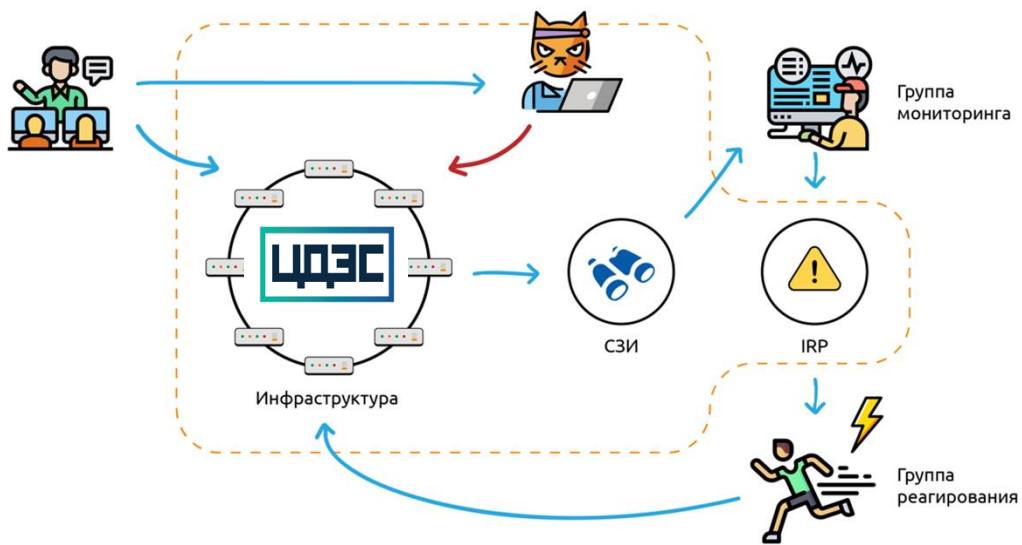 Группа
мониторинга
ЦДЭС
СЗИ
IRP
Инфраструктура
Группа
реагирования